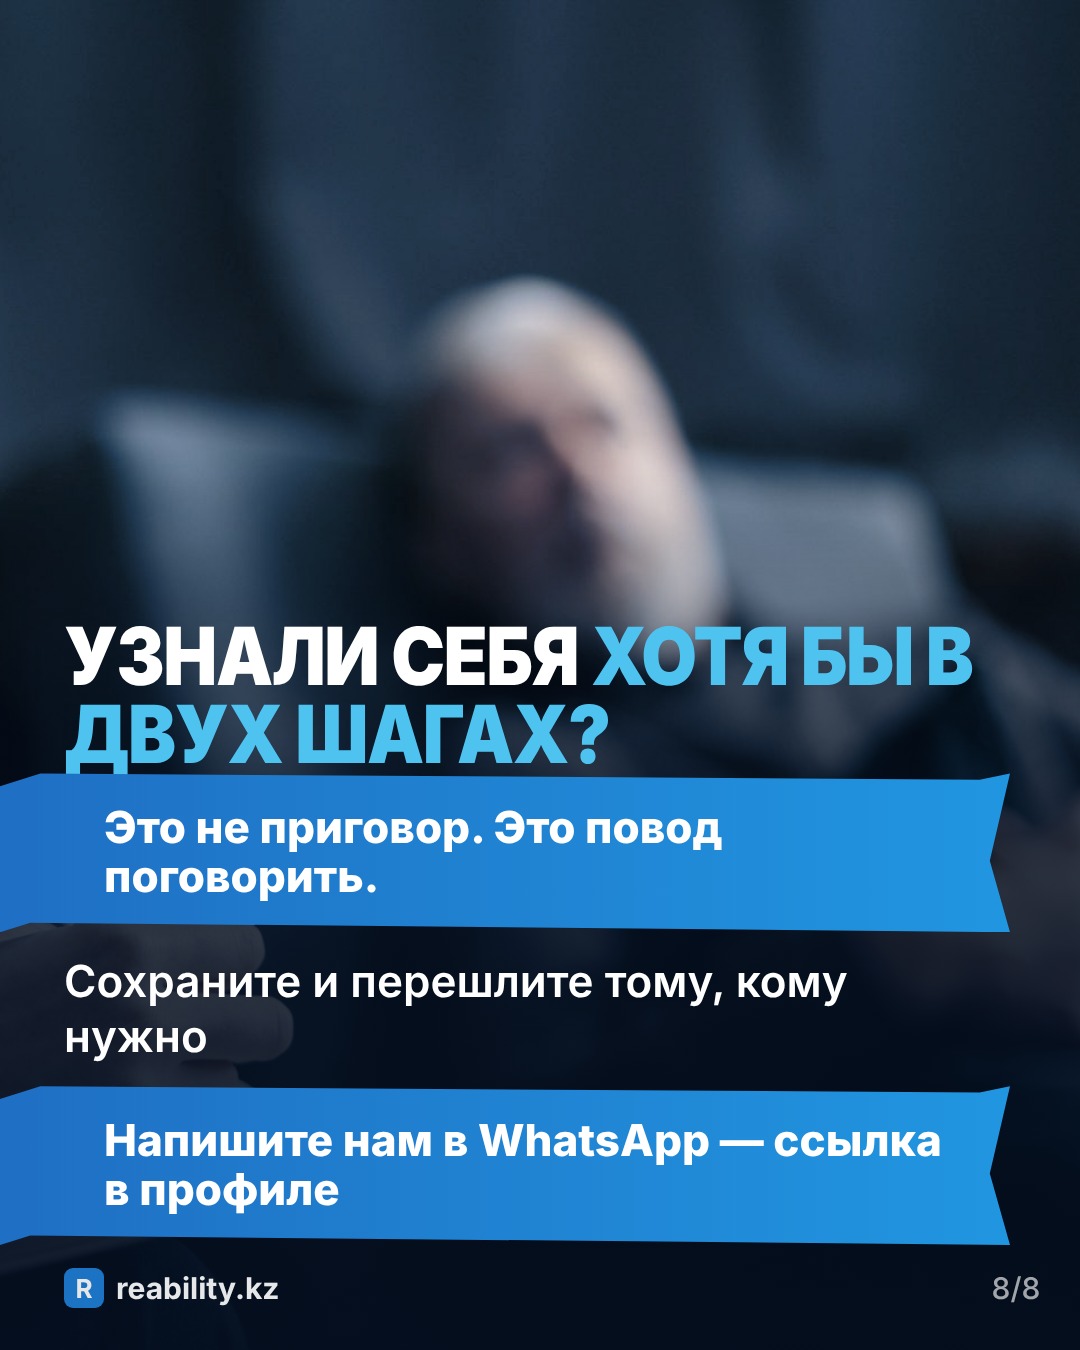 УЗНАЛИ СЕБЯ ХОТЯ БЫ В
ДВУХ ШАГАХ?
Это не приговор. Это повод
поговорить.
Сохраните и перешлите тому, кому
нужно
Напишите нам в WhatsApp — ссылка
в профиле
R reability.kz
8/8